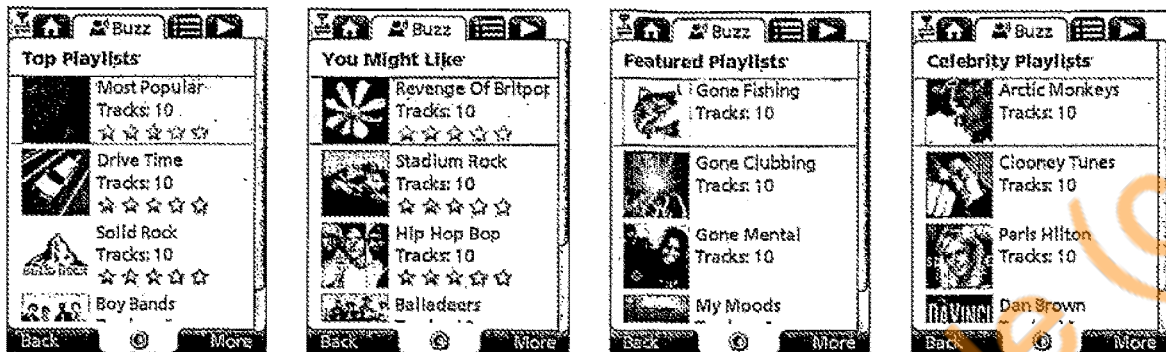 Buzz
Top Playlists
Most Popular
Tracks: 10
Drive Time
Tracks: 10
Solid Rock
Tracks: 10
Boy Bands
Back
More
Buzz
You Might Like
Revenge Of Britpop
Tracks: 10
Stadium Rock
Tracks: 10
Hip Hop Bop
Tracks: 10
Balladeers
Back
More
Buzz
Featured Playlists
Gone Fishing
Tracks: 10
Gone Clubbing
Tracks: 10
Gone Mental
Tracks: 10
My Moods
Back
More
Buzz
Celebrity Playlists
Arctic Monkeys
Tracks: 10
Clooney Tunes
Tracks: 10
Paris Hilton
Tracks: 10
Dan Brown
Back
More